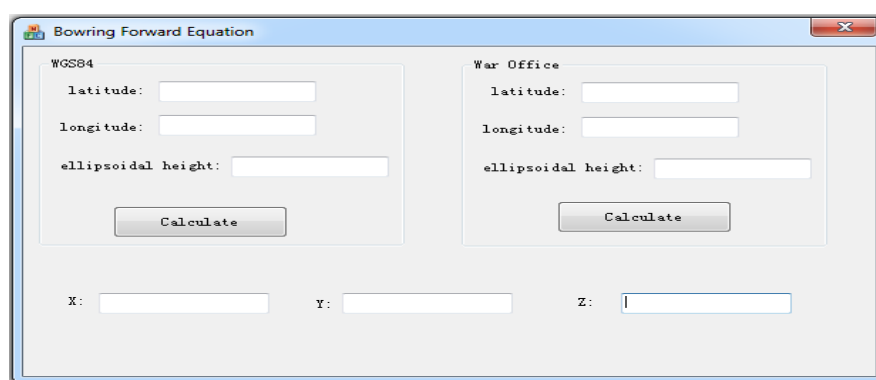 Bowring Forward Equation
WGS84
latitude:
longitude:
ellipsoidal height:
Calculate
War Office
latitude:
longitude:
ellipsoidal height:
Calculate
X: Y: Z: